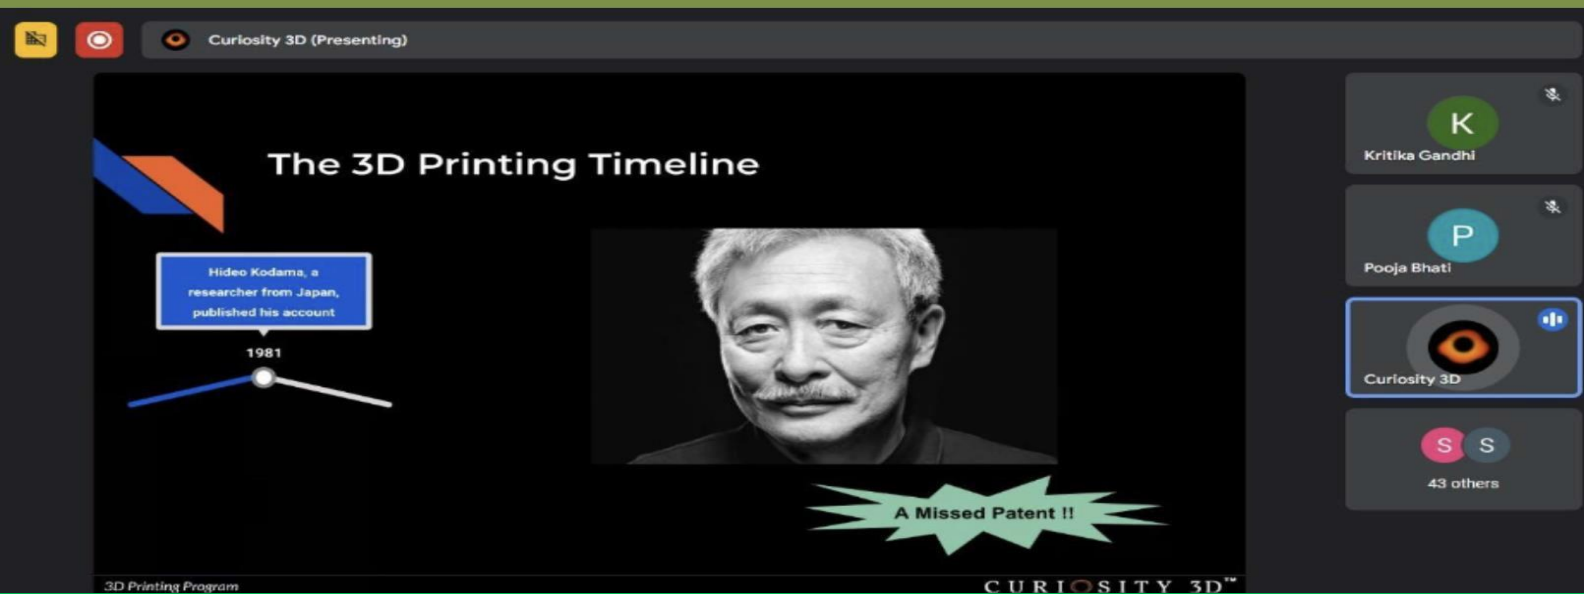 Curiosity 3D (Presenting)
The 3D Printing Timeline
Hideo Kodama, a
researcher from Japan,
published his account
1981
A Missed Patent !!
3D Printing Program
CURIOSITY 3D™
K
Kritika Gandhi
P
Pooja Bhati
Curiosity 3D
S S
43 others